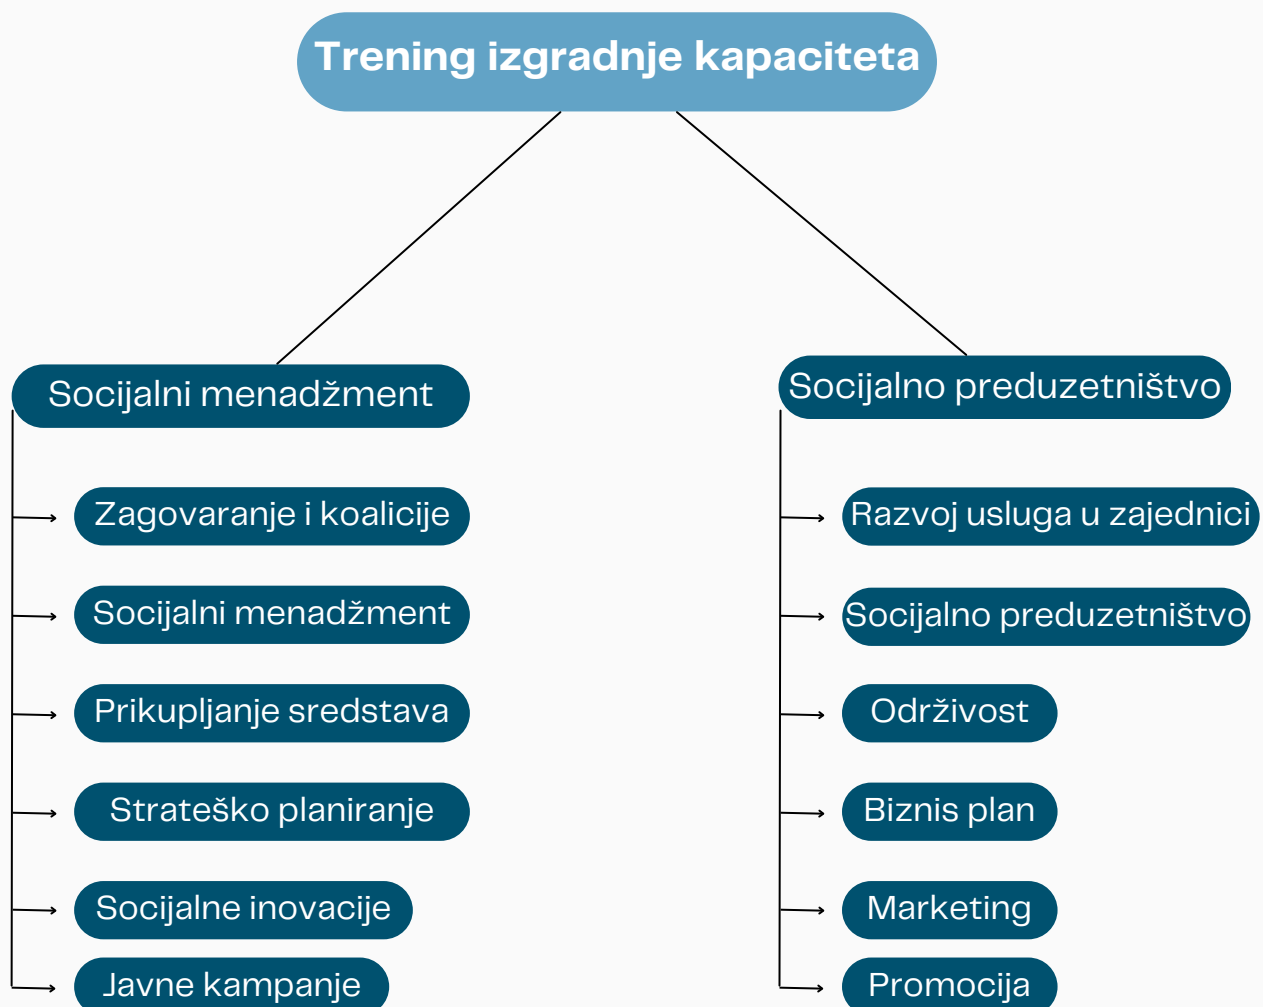 Trening izgradnje kapaciteta
Socijalni menadžment
Zagovaranje i koalicije
Socijalni menadžment
Prikupljanje sredstava
Strateško planiranje
Socijalne inovacije
Javne kampanje
Socijalno preduzetništvo
Razvoj usluga u zajednici
Socijalno preduzetništvo
Održivost
Biznis plan
Marketing
Promocija